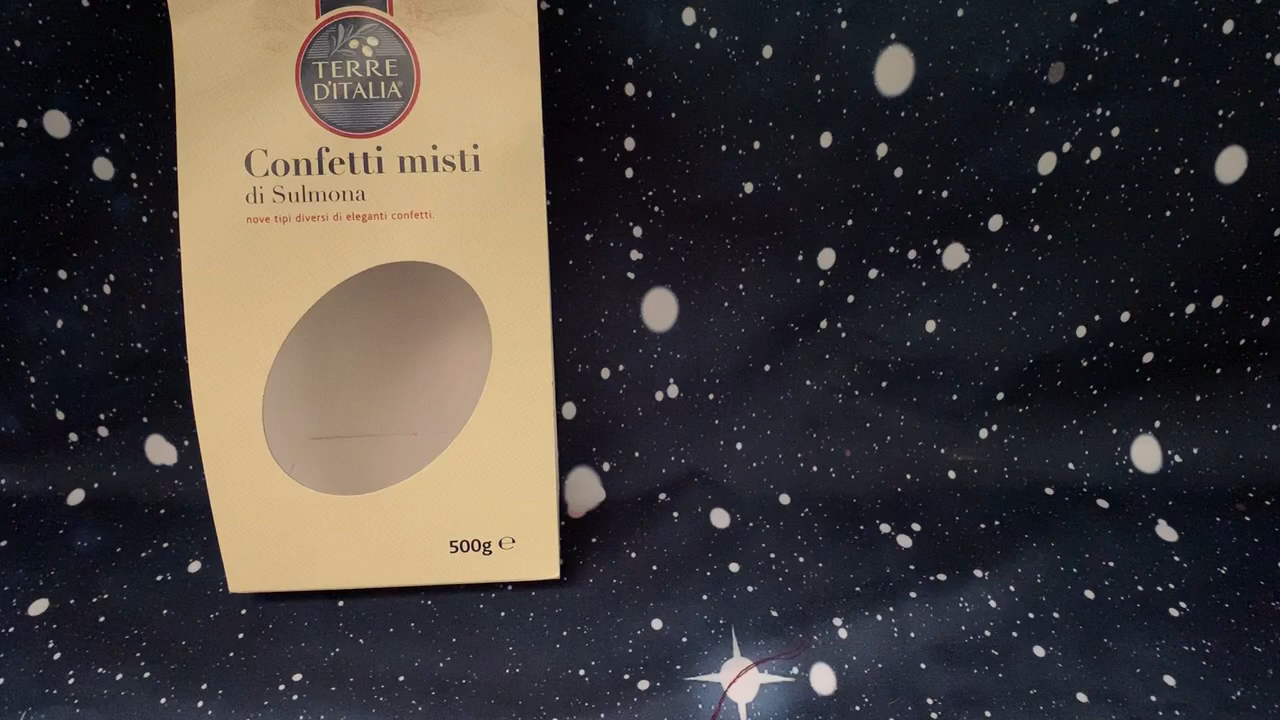 TERRE
D'ITALIA®
Confetti misti
di Sulmona
nove tipi diversi di eleganti confetti.
500g ℮